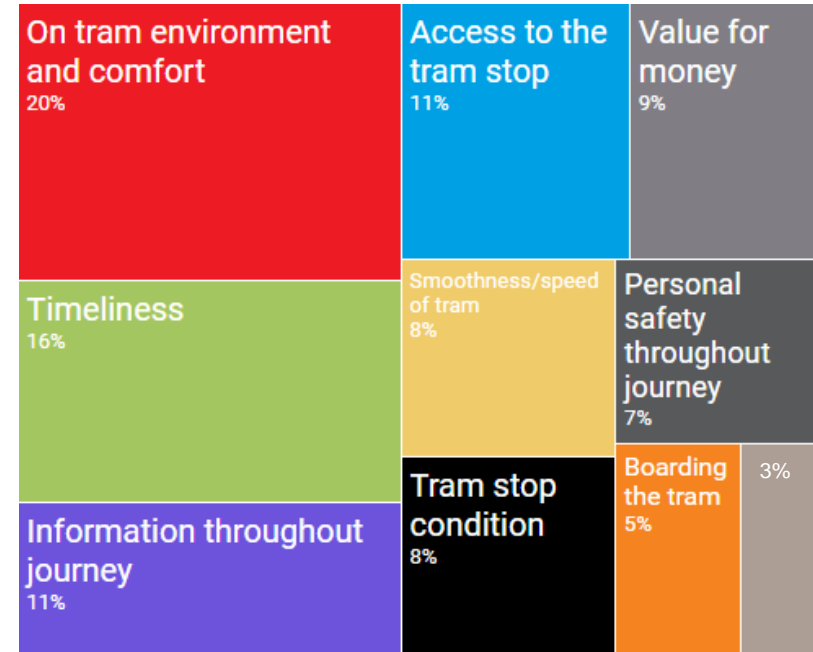 On tram environment
and comfort
20%
Access to the
tram stop
11%
Value for
money
9%
Timeliness
16%
Smoothness/speed
of tram
8%
Personal
safety
throughout
journey
7%
Information throughout
journey
11%
Tram stop
condition
8%
Boarding
the tram
5%
3%